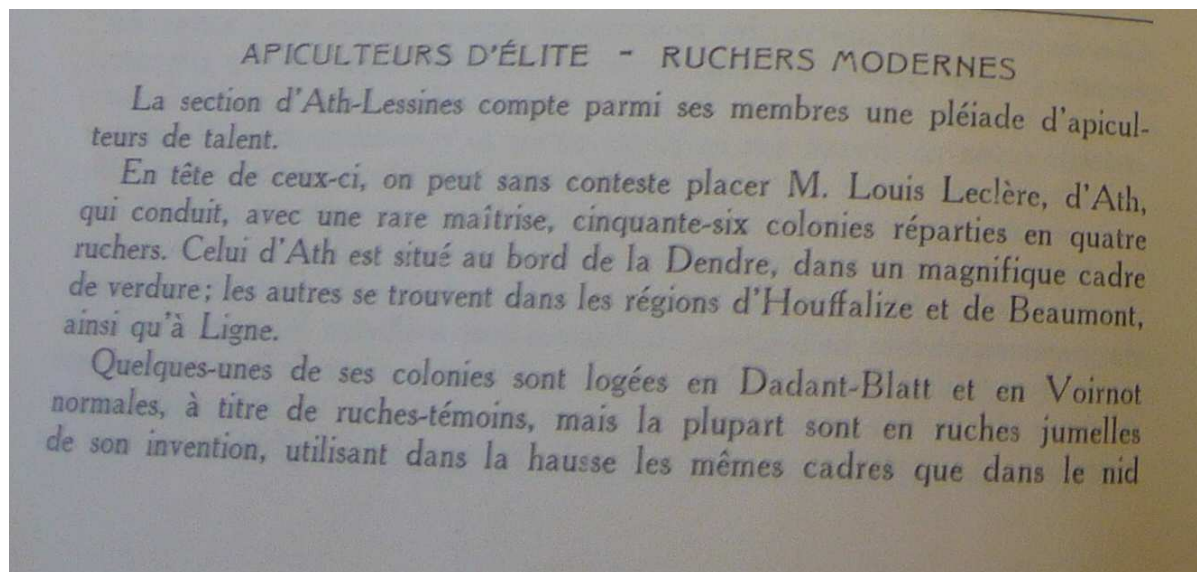 APICULTEURS D'ÉLITE - RUCHERS MODERNES
La section d'Ath-Lessines compte parmi ses membres une pléiade d'apicul-
teurs de talent.
En tête de ceux-ci, on peut sans conteste placer M. Louis Leclère, d'Ath,
qui conduit, avec une rare maîtrise, cinquante-six colonies réparties en quatre
ruchers. Celui d'Ath est situé au bord de la Dendre, dans un magnifique cadre
de verdure; les autres se trouvent dans les régions d'Houffalize et de Beaumont,
ainsi qu'à Ligne.
Quelques-unes de ses colonies sont logées en Dadant-Blatt et en Voirnot
normales, à titre de ruches-témoins, mais la plupart sont en ruches jumelles
de son invention, utilisant dans la hausse les mêmes cadres que dans le nid